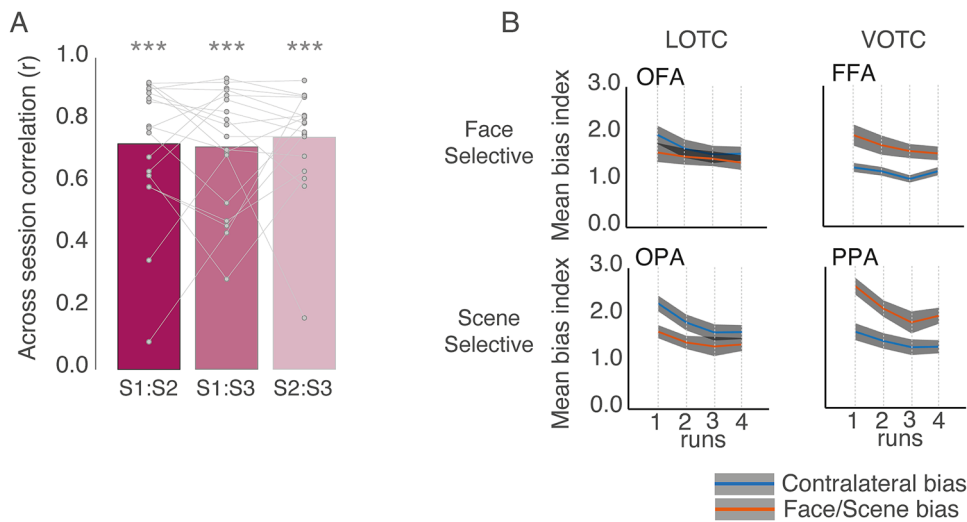 A
Across session correlation (r)
*** *** ***
1.0
0.8
0.6
0.4
0.2
0.0
S1:S2 S1:S3 S2:S3
B
LOTC VOTC
Face
Selective
Mean bias index
3.0
2.0
1.0
0.0
OFA FFA
Scene
Selective
Mean bias index
3.0
2.0
1.0
0.0
OPA PPA
1 2 3 4 1 2 3 4
runs runs
Contralateral bias
Face/Scene bias